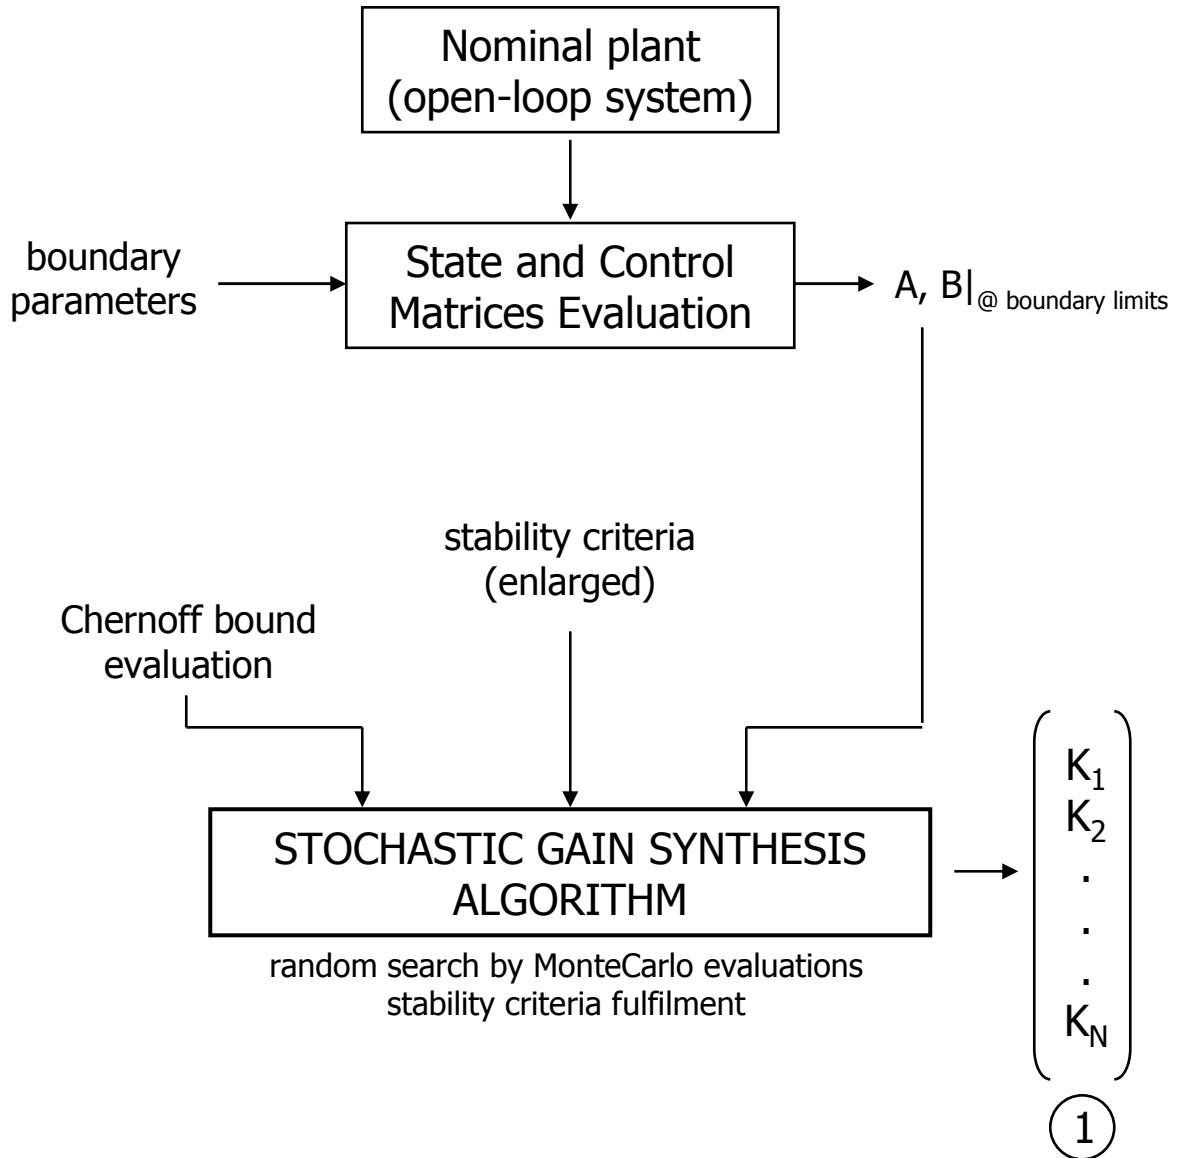 Nominal plant
(open-loop system)
boundary
parameters
State and Control
Matrices Evaluation
A, B|@ boundary limits
stability criteria
(enlarged)
Chernoff bound
evaluation
STOCHASTIC GAIN SYNTHESIS
ALGORITHM
random search by MonteCarlo evaluations
stability criteria fulfilment
K1
K2
.
.
.
KN
1